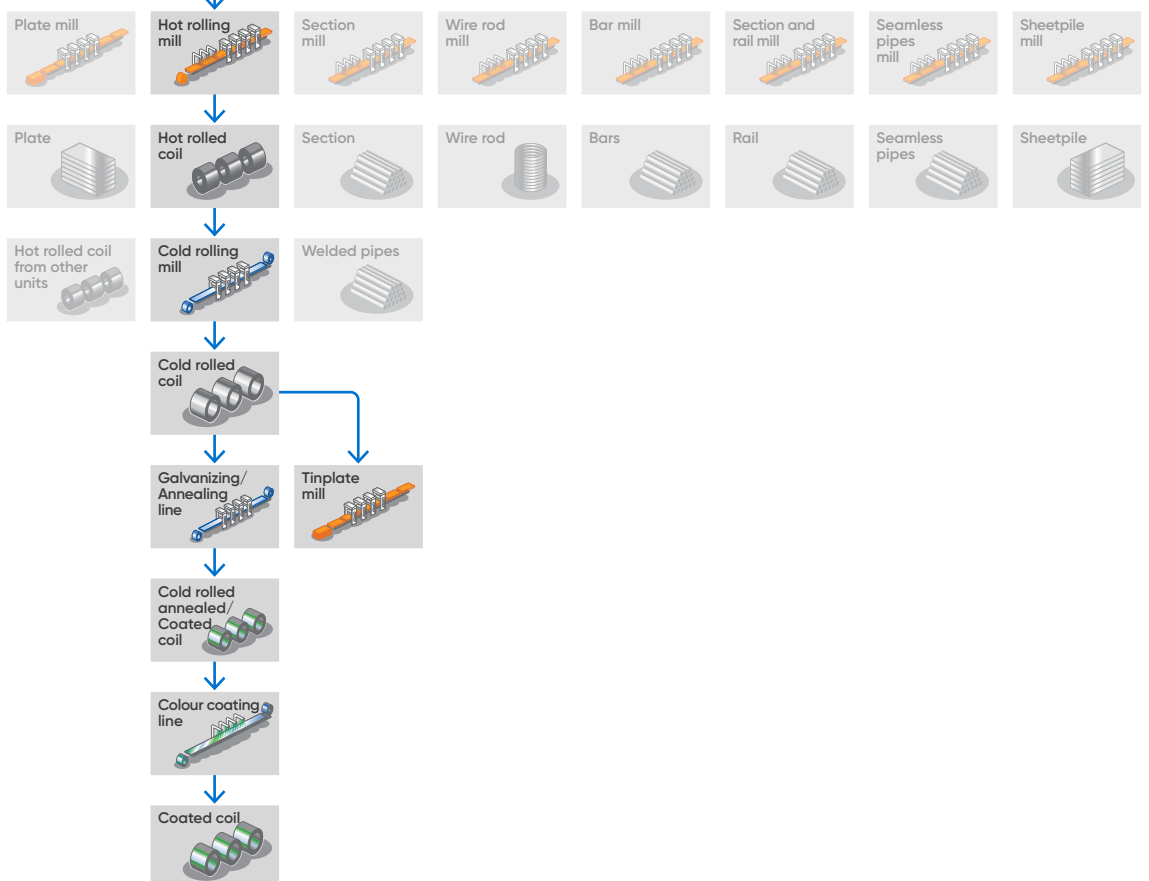 Plate mill
Hot rolling
mill
Section
mill
Wire rod
mill
Bar mill
Section and
rail mill
Seamless
pipes
mill
Sheetpile
mill
Plate
Hot rolled
coil
Section
Wire rod
Bars
Rail
Seamless
pipes
Sheetpile
Hot rolled coil
from other
units
Cold rolling
mill
Welded pipes
Cold rolled
coil
Galvanizing/
Annealing
line
Tinplate
mill
Cold rolled
annealed/
Coated
coil
Colour coating
line
Coated coil